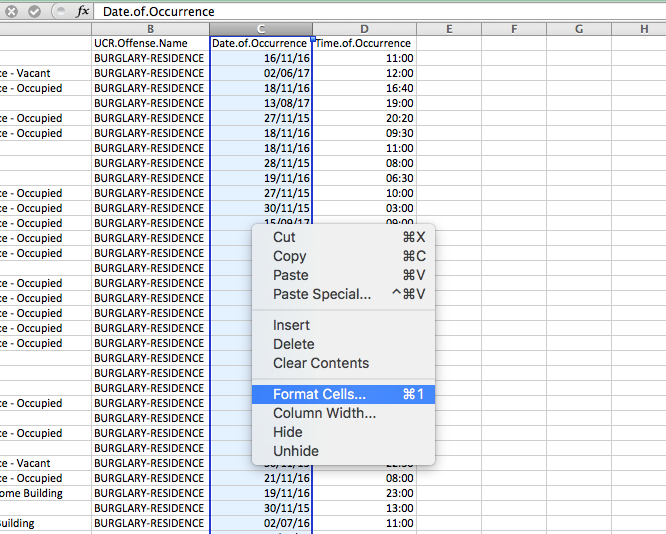 fx Date.of.Occurrence
B C D E F G H
UCR.Offense.Name Date.of.Occurrence Time.of.Occurrence
BURGLARY-RESIDENCE 16/11/16 11:00
ce - Vacant BURGLARY-RESIDENCE 02/06/17 12:00
ce - Occupied BURGLARY-RESIDENCE 18/11/16 16:40
BURGLARY-RESIDENCE 13/08/17 19:00
ce - Occupied BURGLARY-RESIDENCE 27/11/15 20:20
ce - Occupied BURGLARY-RESIDENCE 18/11/16 09:30
BURGLARY-RESIDENCE 18/11/16 11:00
BURGLARY-RESIDENCE 28/11/15 08:00
BURGLARY-RESIDENCE 19/11/16 06:30
ce - Occupied BURGLARY-RESIDENCE 27/11/15 10:00
ce - Occupied BURGLARY-RESIDENCE 30/11/15 03:00
ce - Occupied BURGLARY-RESIDENCE 15/09/17 09:00
ce - Occupied BURGLARY-RESIDENCE
ce - Occupied BURGLARY-RESIDENCE
BURGLARY-RESIDENCE
ce - Occupied BURGLARY-RESIDENCE
ce - Occupied BURGLARY-RESIDENCE
ce - Occupied BURGLARY-RESIDENCE
ce - Occupied BURGLARY-RESIDENCE
ce - Occupied BURGLARY-RESIDENCE
BURGLARY-RESIDENCE
BURGLARY-RESIDENCE
BURGLARY-RESIDENCE
ce - Occupied BURGLARY-RESIDENCE
BURGLARY-RESIDENCE
ce - Occupied BURGLARY-RESIDENCE
BURGLARY-RESIDENCE
ce - Vacant BURGLARY-RESIDENCE
ce - Occupied BURGLARY-RESIDENCE 21/11/16 08:00
ome Building BURGLARY-RESIDENCE 19/11/16 23:00
BURGLARY-RESIDENCE 30/11/15 13:00
uilding BURGLARY-RESIDENCE 02/07/16 11:00
Cut ⌘X
Copy ⌘C
Paste ⌘V
Paste Special... ^⌘V
Insert
Delete
Clear Contents
Format Cells... ⌘1
Column Width...
Hide
Unhide